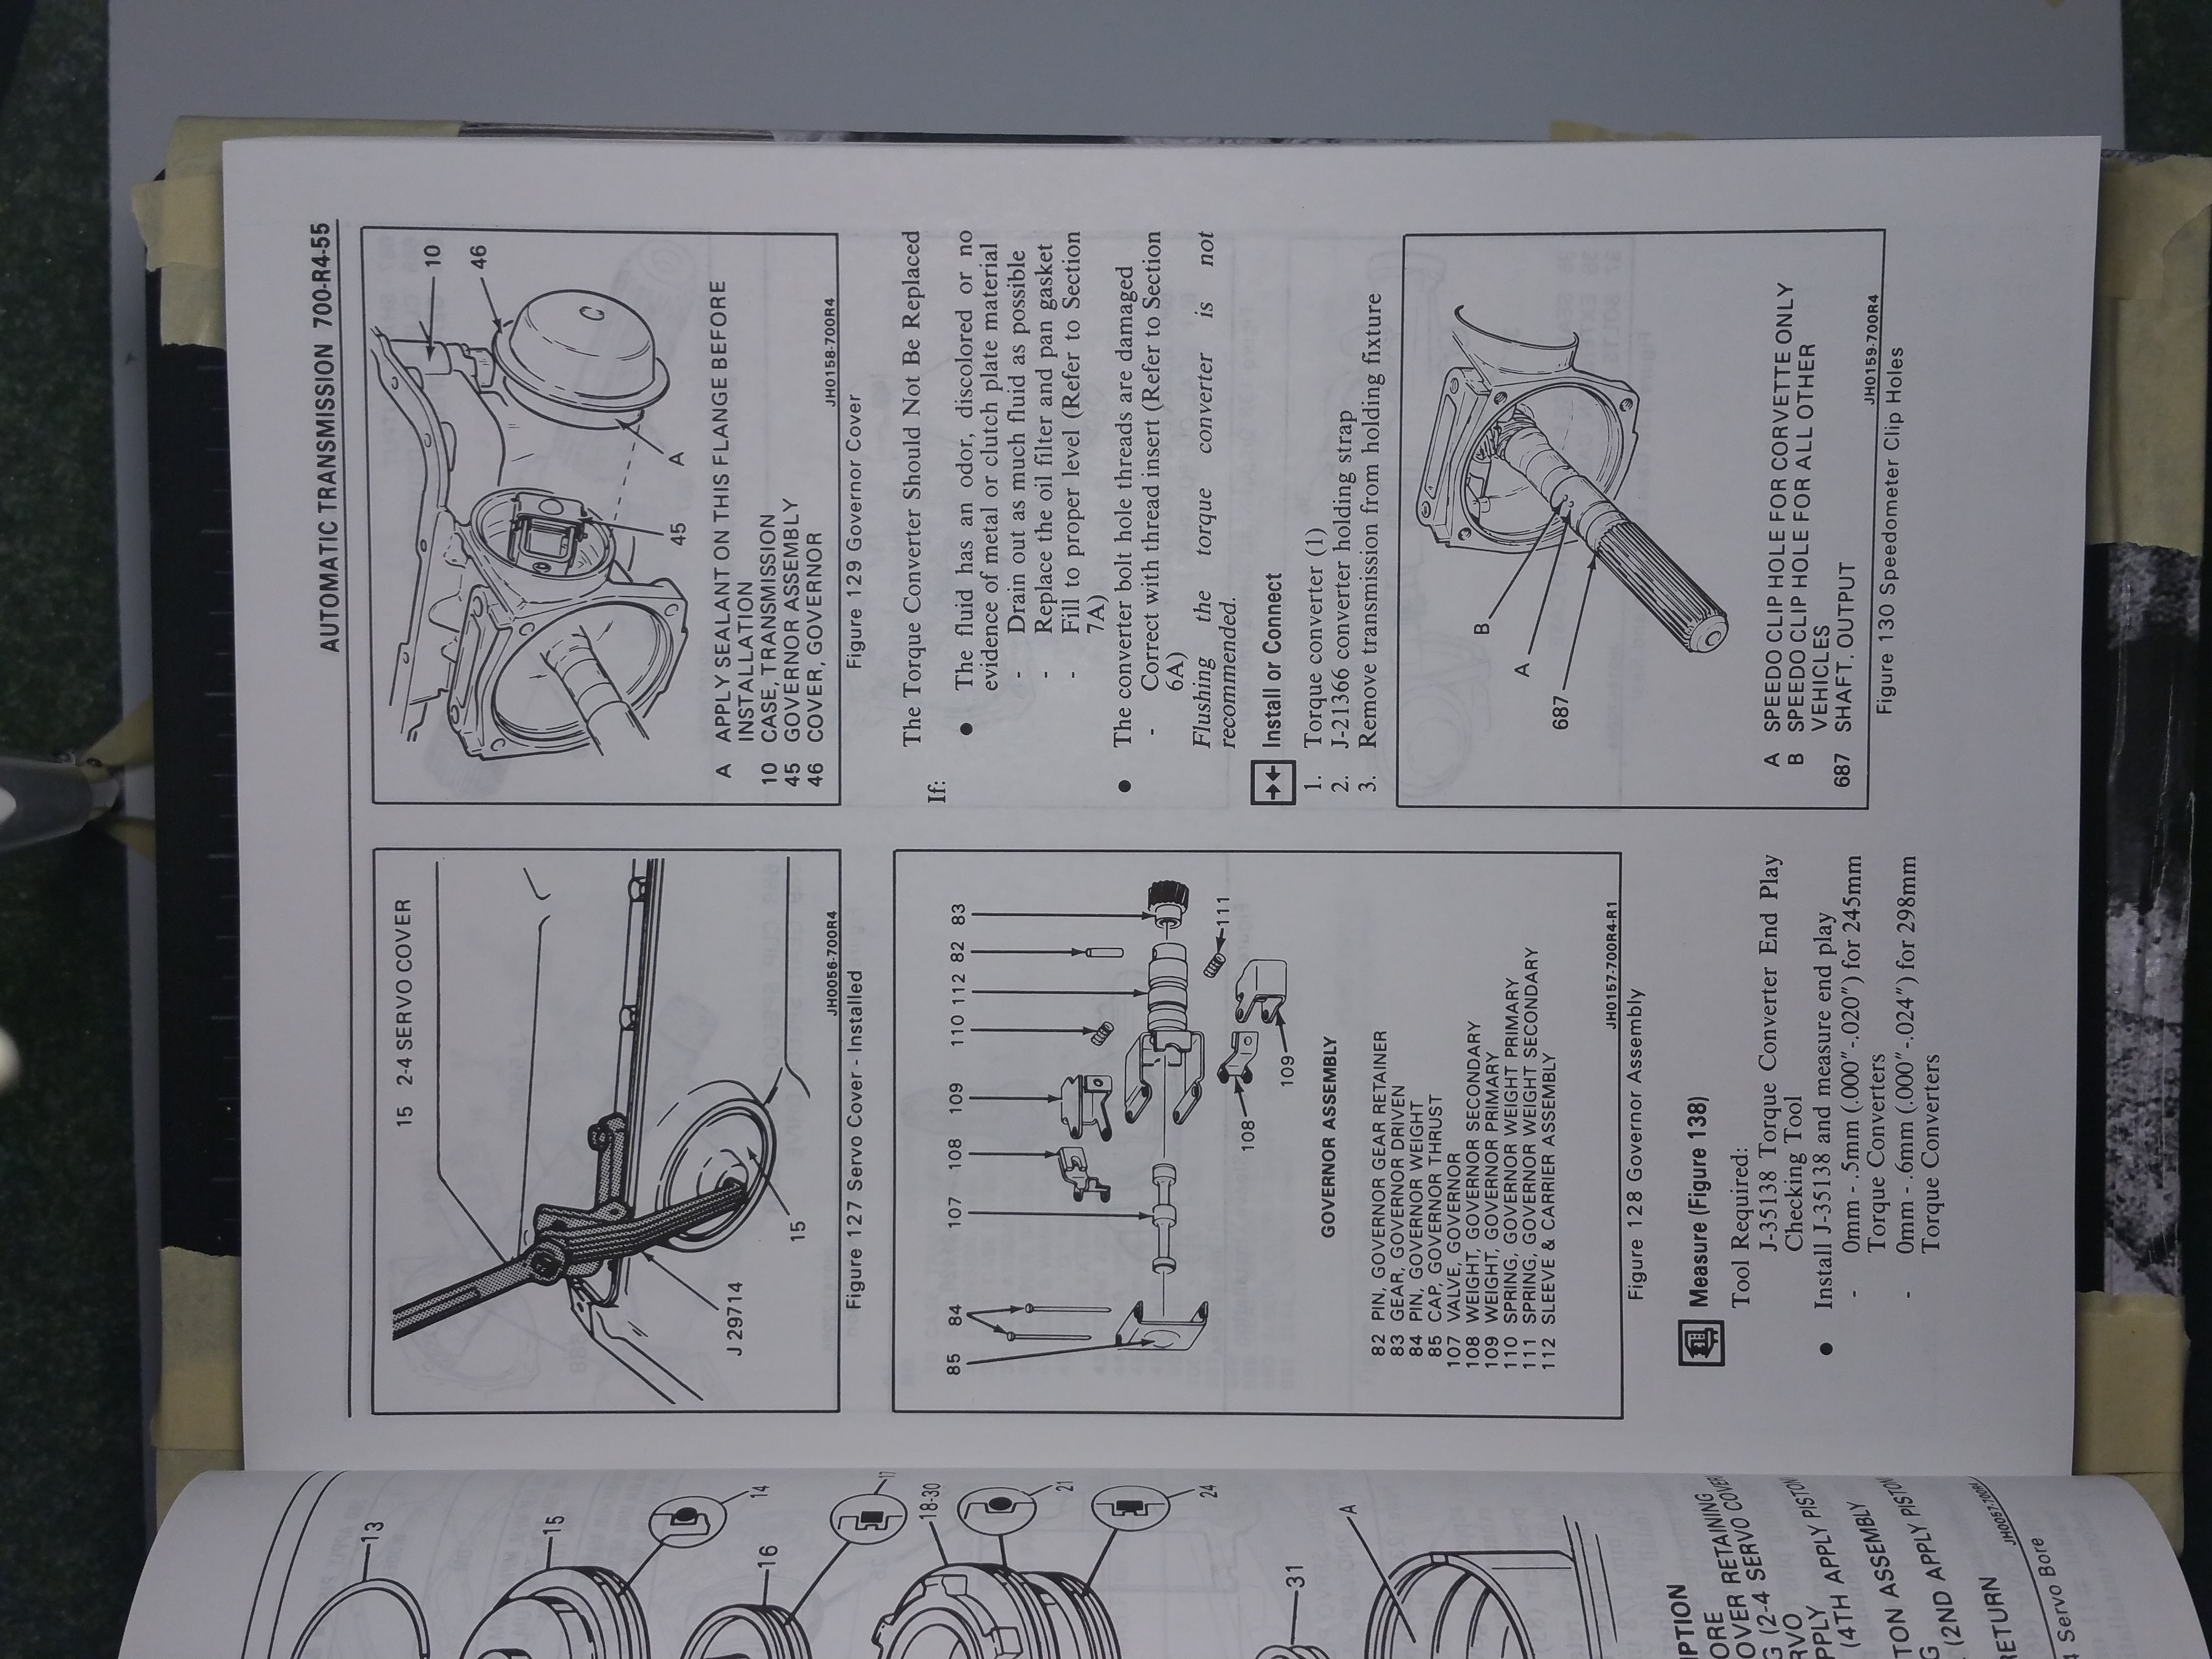 AUTOMATIC TRANSMISSION 700-R4-55
15 2-4 SERVO COVER
J 29714
15
JH0056-700R4
Figure 127 Servo Cover - Installed
85
84
107
108
109
110
112
82
83
111
108
109
GOVERNOR ASSEMBLY
82 PIN, GOVERNOR GEAR RETAINER
83 GEAR, GOVERNOR DRIVEN
84 PIN, GOVERNOR WEIGHT
85 CAP, GOVERNOR THRUST
107 VALVE, GOVERNOR
108 WEIGHT, GOVERNOR SECONDARY
109 WEIGHT, GOVERNOR PRIMARY
110 SPRING, GOVERNOR WEIGHT PRIMARY
111 SPRING, GOVERNOR WEIGHT SECONDARY
112 SLEEVE & CARRIER ASSEMBLY
JH0157-700R4-R1
Figure 128 Governor Assembly
Measure (Figure 138)
Tool Required:
J-35138 Torque Converter End Play
Checking Tool
● Install J-35138 and measure end play
- 0mm -.5mm (.000"-.020") for 245mm
Torque Converters
- 0mm -.6mm (.000"-.024") for 298mm
Torque Converters
10
46
C
A
45
A APPLY SEALANT ON THIS FLANGE BEFORE
INSTALLATION
10 CASE, TRANSMISSION
45 GOVERNOR ASSEMBLY
46 COVER, GOVERNOR
JH0158-700R4
Figure 129 Governor Cover
The Torque Converter Should Not Be Replaced
If:
● The fluid has an odor, discolored or no
evidence of metal or clutch plate material
- Drain out as much fluid as possible
- Replace the oil filter and pan gasket
- Fill to proper level (Refer to Section
7A)
● The converter bolt hole threads are damaged
- Correct with thread insert (Refer to Section
6A)
Flushing the torque converter is not
recommended.
Install or Connect
1. Torque converter (1)
2. J-21366 converter holding strap
3. Remove transmission from holding fixture
B
A
687
A SPEEDO CLIP HOLE FOR CORVETTE ONLY
B SPEEDO CLIP HOLE FOR ALL OTHER
VEHICLES
687 SHAFT, OUTPUT
JH0159-700R4
Figure 130 Speedometer Clip Holes
13
15
14
16
17
18-30
21
24
31
A
IPTION
ORE
OVER RETAINING
G (2-4 SERVO COVER
RVO
PPLY
(4TH APPLY PISTON
TON ASSEMBLY
G
(2ND APPLY PISTON
RETURN
JH0057-700R4
4 Servo Bore